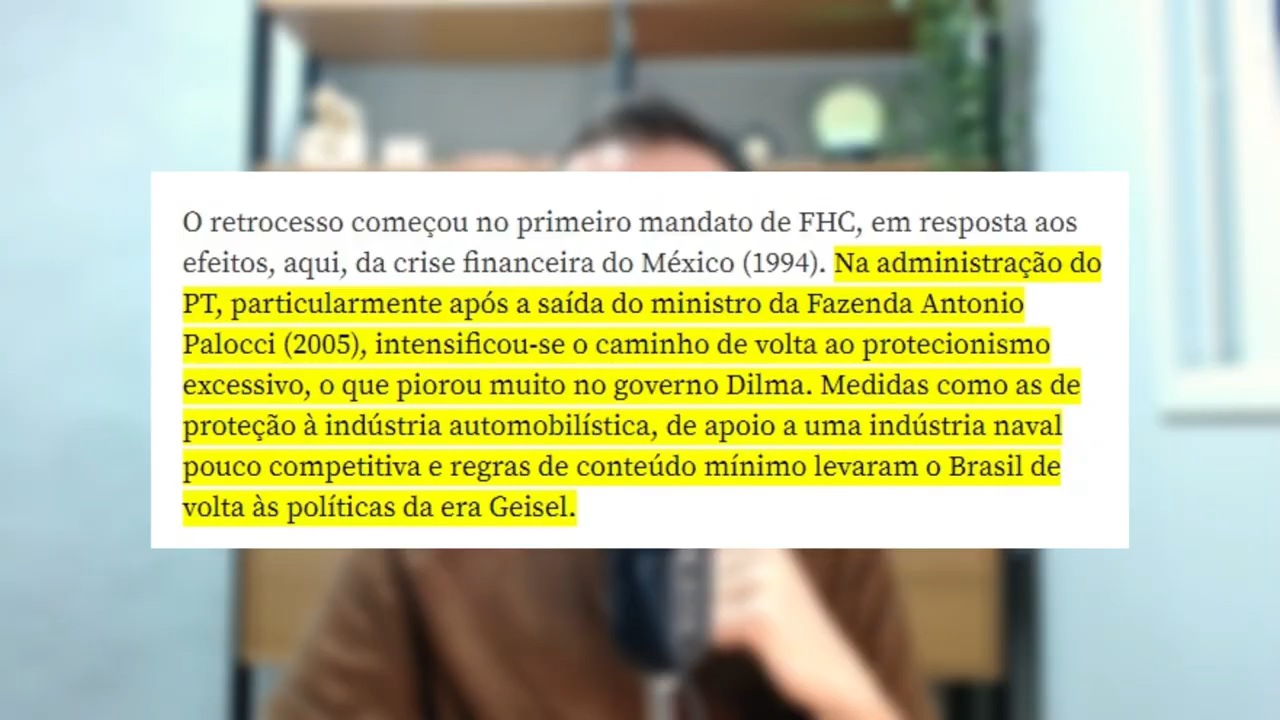 O retrocesso começou no primeiro mandato de FHC, em resposta aos
efeitos, aqui, da crise financeira do México (1994). Na administração do
PT, particularmente após a saída do ministro da Fazenda Antonio
Palocci (2005), intensificou-se o caminho de volta ao protecionismo
excessivo, o que piorou muito no governo Dilma. Medidas como as de
proteção à indústria automobilística, de apoio a uma indústria naval
pouco competitiva e regras de conteúdo mínimo levaram o Brasil de
volta às políticas da era Geisel.